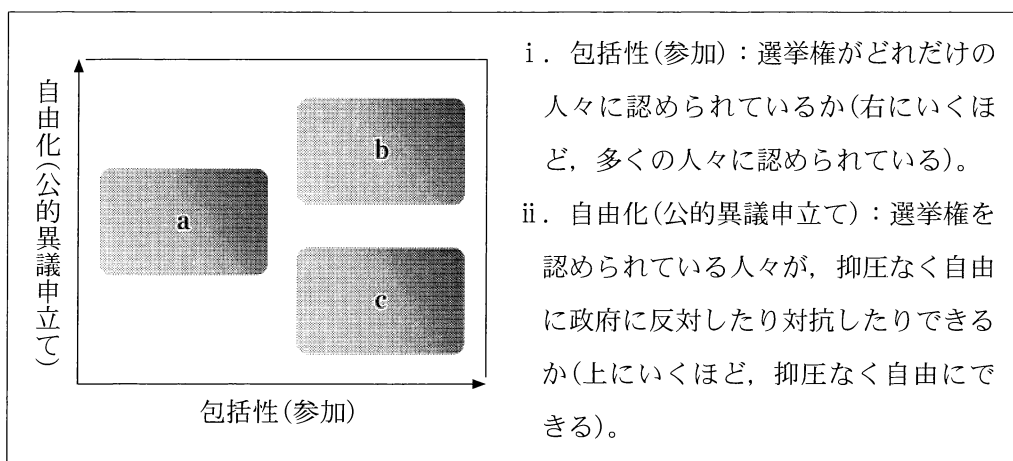 自由化(公的異議申立て)
a
b
c
包括性(参加)
ⅰ．包括性(参加)：選挙権がどれだけの
人々に認められているか(右にいくほ
ど，多くの人々に認められている)。
ⅱ．自由化(公的異議申立て)：選挙権を
認められている人々が，抑圧なく自由
に政府に反対したり対抗したりできる
か(上にいくほど，抑圧なく自由にで
きる)。